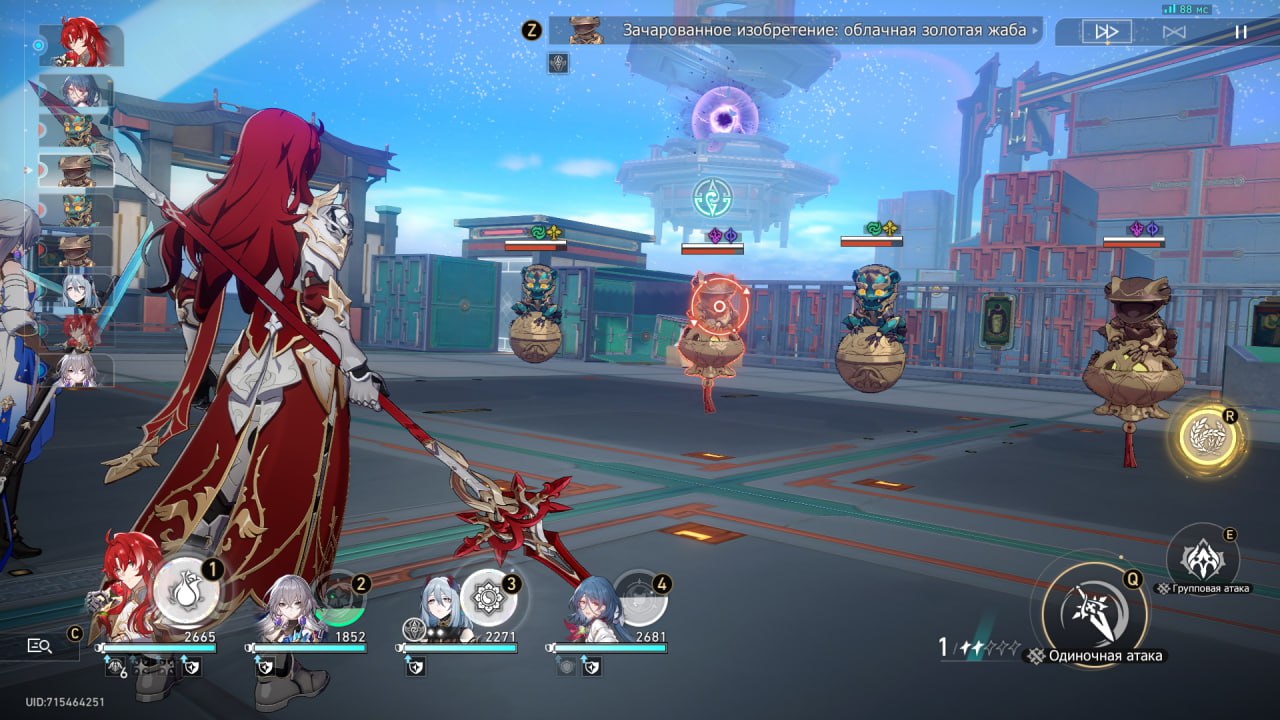 88 мс
Z
Зачарованное изобретение: облачная золотая жаба
R
E
Групповая атака
Q
Одиночная атака
1
1
2
3
4
2665
1852
2271
2681
6
C
UID:715464251